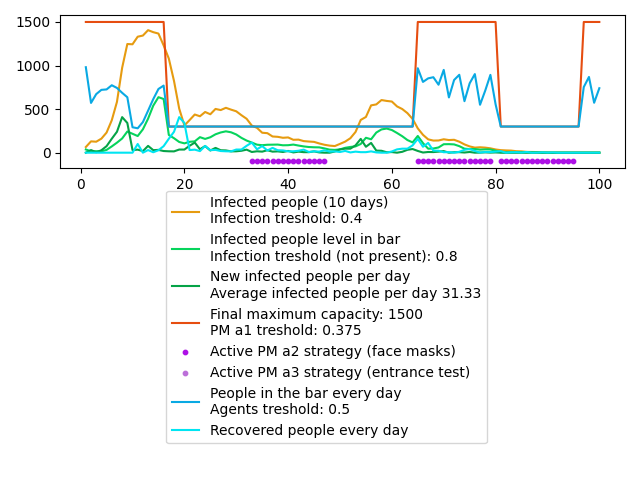 1500
1000
500
0
0
20
40
60
80
100
Infected people (10 days)
Infection treshold: 0.4
Infected people level in bar
Infection treshold (not present): 0.8
New infected people per day
Average infected people per day 31.33
Final maximum capacity: 1500
PM a1 treshold: 0.375
Active PM a2 strategy (face masks)
Active PM a3 strategy (entrance test)
People in the bar every day
Agents treshold: 0.5
Recovered people every day